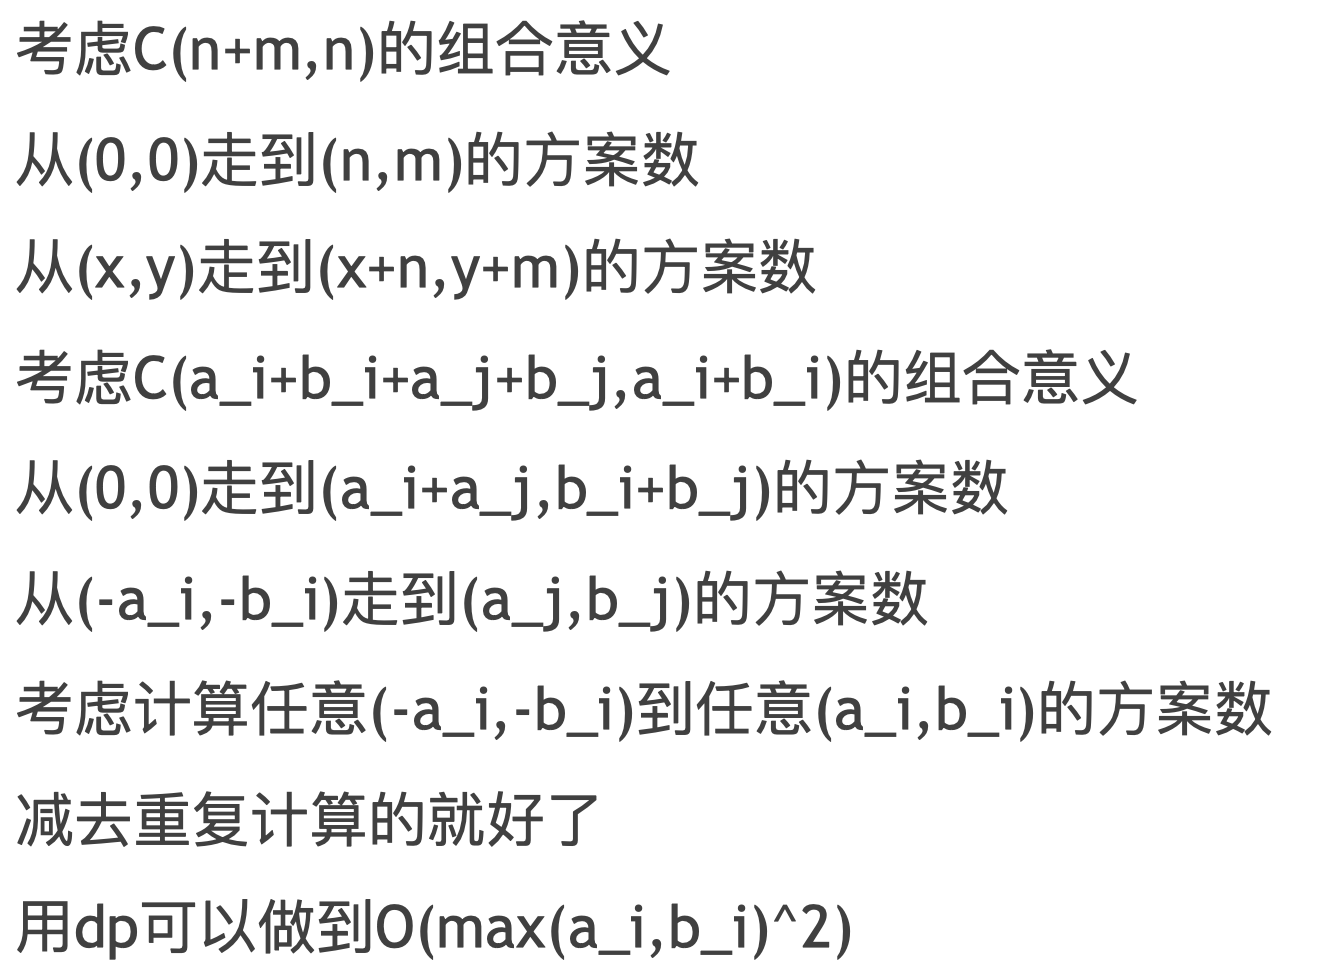 考虑C(n+m,n)的组合意义
从(0,0)走到(n,m)的方案数
从(x,y)走到(x+n,y+m)的方案数
考虑C(a_i+b_i+a_j+b_j,a_i+b_i)的组合意义
从(0,0)走到(a_i+a_j,b_i+b_j)的方案数
从(-a_i,-b_i)走到(a_j,b_j)的方案数
考虑计算任意(-a_i,-b_i)到任意(a_i,b_i)的方案数
减去重复计算的就好了
用dp可以做到O(max(a_i,b_i)^2)